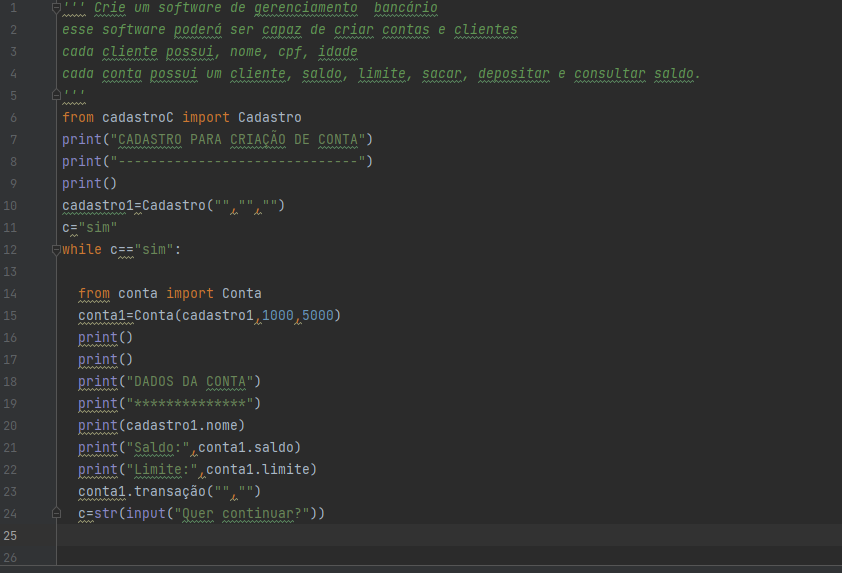 1 ''' Crie um software de gerenciamento  bancário
2 esse software poderá ser capaz de criar contas e clientes
3 cada cliente possui, nome, cpf, idade
4 cada conta possui um cliente, saldo, limite, sacar, depositar e consultar saldo.
5 '''
6 from cadastroC import Cadastro
7 print("CADASTRO PARA CRIAÇÃO DE CONTA")
8 print("------------------------------")
9 print()
10 cadastro1=Cadastro("","","")
11 c="sim"
12 while c=="sim":
13
14   from conta import Conta
15   conta1=Conta(cadastro1,1000,5000)
16   print()
17   print()
18   print("DADOS DA CONTA")
19   print("**************")
20   print(cadastro1.nome)
21   print("Saldo:",conta1.saldo)
22   print("Limite:",conta1.limite)
23   conta1.transação("","")
24   c=str(input("Quer continuar?"))
25
26